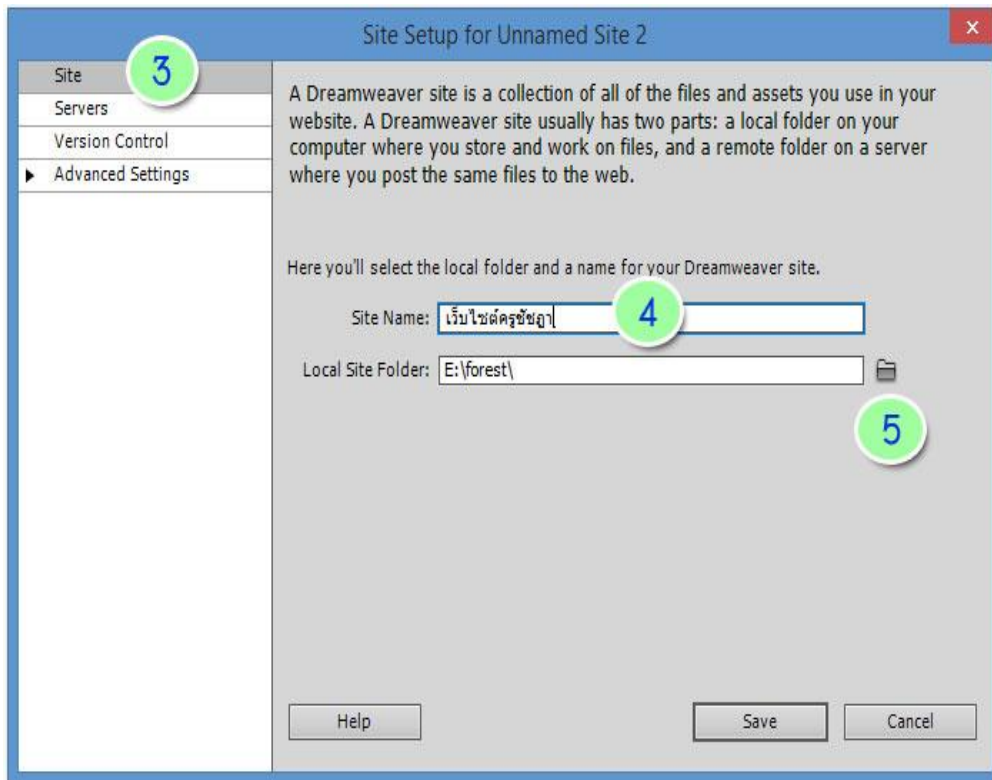 Site Setup for Unnamed Site 2
x
Site
3
Servers
Version Control
Advanced Settings
A Dreamweaver site is a collection of all of the files and assets you use in your
website. A Dreamweaver site usually has two parts: a local folder on your
computer where you store and work on files, and a remote folder on a server
where you post the same files to the web.
Here you'll select the local folder and a name for your Dreamweaver site.
Site Name: เว็บไซต์ครูชัชฎา
4
Local Site Folder: E:\forest\
5
Help
Save
Cancel